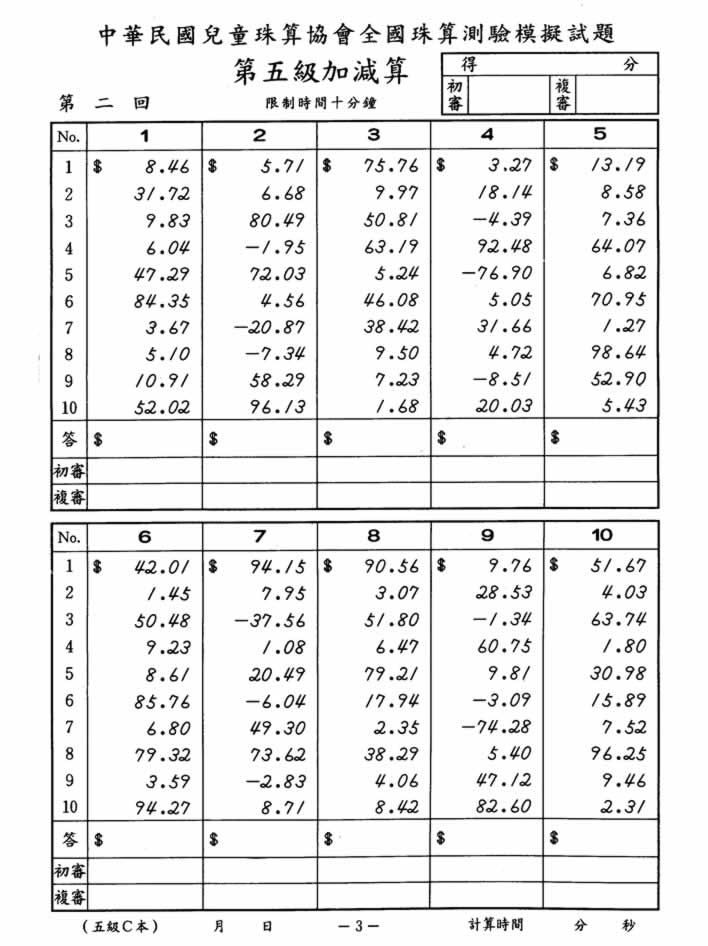 中華民國兒童珠算協會全國珠算測驗模擬試題
第五級加減算
得 分
初審 複審
第 二 回 限制時間十分鐘
No. 1 2 3 4 5
1 $ 8.46 $ 5.71 $ 75.76 $ 3.27 $ 13.19
2 31.72 6.68 9.97 18.14 8.58
3 9.83 80.49 50.81 -4.39 7.36
4 6.04 -1.95 63.19 92.48 64.07
5 47.29 72.03 5.24 -76.90 6.82
6 84.35 4.56 46.08 5.05 70.95
7 3.67 -20.87 38.42 31.66 1.27
8 5.10 -7.34 9.50 4.72 98.64
9 10.91 58.29 7.23 -8.51 52.90
10 52.02 96.13 1.68 20.03 5.43
答 $ $ $ $ $
初審
複審
No. 6 7 8 9 10
1 $ 42.01 $ 94.15 $ 90.56 $ 9.76 $ 51.67
2 1.45 7.95 3.07 28.53 4.03
3 50.48 -37.56 51.80 -1.34 63.74
4 9.23 1.08 6.47 60.75 1.80
5 8.61 20.49 79.21 9.81 30.98
6 85.76 -6.04 17.94 -3.09 15.89
7 6.80 49.30 2.35 -74.28 7.52
8 79.32 73.62 38.29 5.40 96.25
9 3.59 -2.83 4.06 47.12 9.46
10 94.27 8.71 8.42 82.60 2.31
答 $ $ $ $ $
初審
複審
(五級C本) 月 日 -3- 計算時間 分 秒